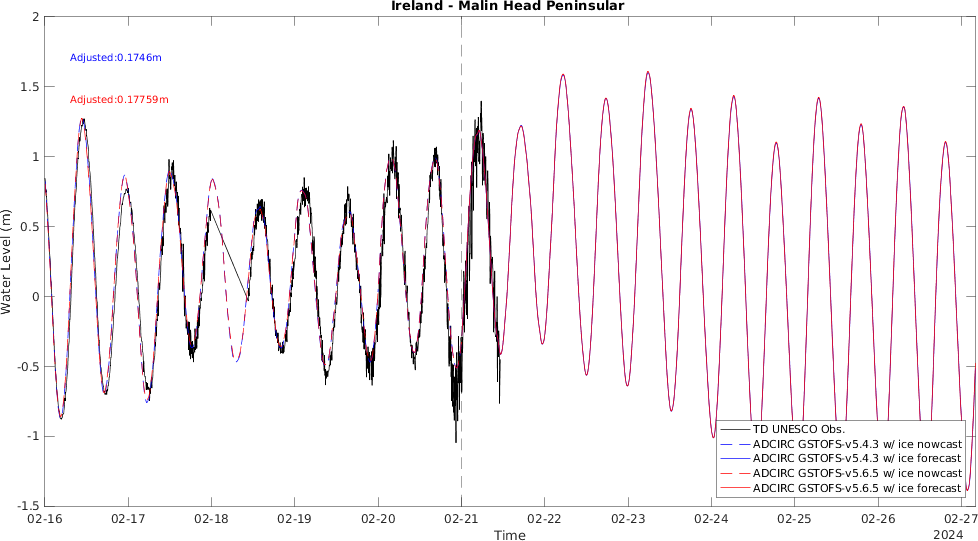 Ireland - Malin Head Peninsular
2
Adjusted:0.1746m
1.5
Adjusted:0.17759m
1
0.5
0
-0.5
-1
-1.5
Water Level (m)
TD UNESCO Obs.
ADCIRC GSTOFS-v5.4.3 w/ ice nowcast
ADCIRC GSTOFS-v5.4.3 w/ ice forecast
ADCIRC GSTOFS-v5.6.5 w/ ice nowcast
ADCIRC GSTOFS-v5.6.5 w/ ice forecast
02-16 02-17 02-18 02-19 02-20 02-21 02-22 02-23 02-24 02-25 02-26 02-27
Time
2024